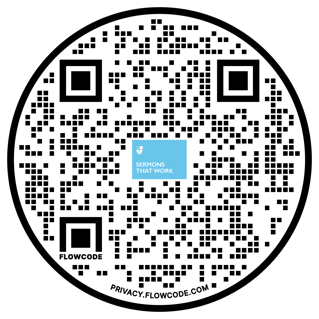 SERMONS
THAT WORK
FLOWCODE
PRIVACY.FLOWCODE.COM